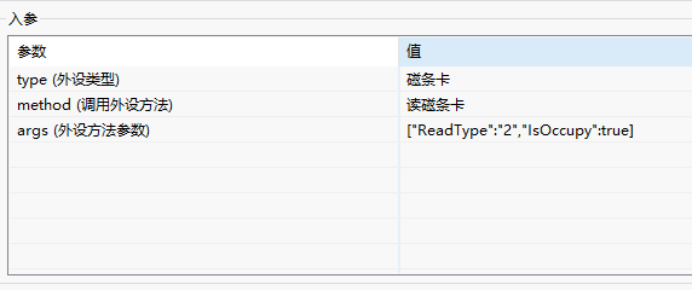 入参
参数 值
type (外设类型) 磁条卡
method (调用外设方法) 读磁条卡
args (外设方法参数) ["ReadType":"2","IsOccupy":true]